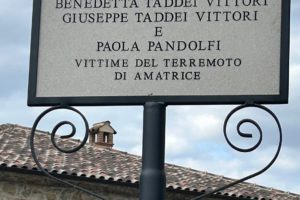 BENEDETTA TADDEI VITTORI
GIUSEPPE TADDEI VITTORI
E
PAOLA PANDOLFI
VITTIME DEL TERREMOTO
DI AMATRICE